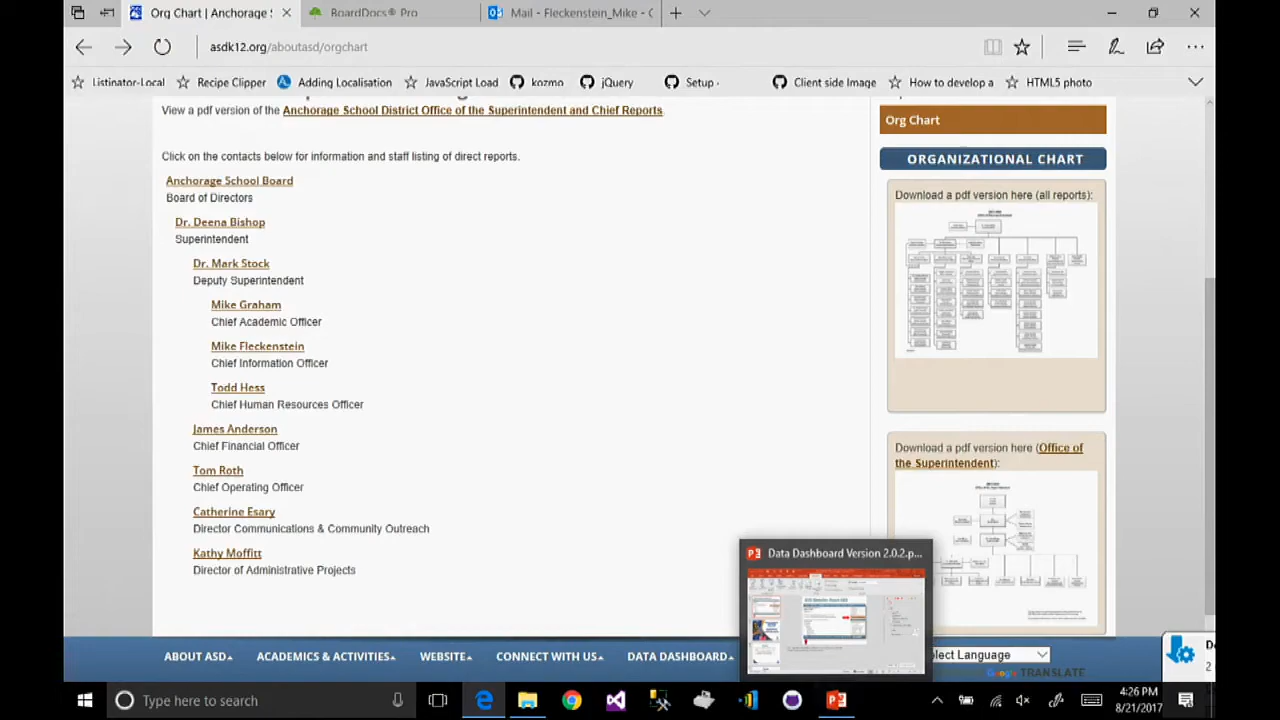 Org Chart | Anchorage S
BoardDocs® Pro
Mail - Fleckenstein_Mike - C
asdk12.org/aboutasd/orgchart
Listinator-Local
Recipe Clipper
Adding Localisation
JavaScript Load
kozmo
jQuery
Setup -
Client side Image
How to develop a
HTML5 photo
View a pdf version of the Anchorage School District Office of the Superintendent and Chief Reports
Click on the contacts below for information and staff listing of direct reports.
Anchorage School Board
Board of Directors
Dr. Deena Bishop
Superintendent
Dr. Mark Stock
Deputy Superintendent
Mike Graham
Chief Academic Officer
Mike Fleckenstein
Chief Information Officer
Todd Hess
Chief Human Resources Officer
James Anderson
Chief Financial Officer
Tom Roth
Chief Operating Officer
Catherine Esary
Director Communications & Community Outreach
Kathy Moffitt
Director of Administrative Projects
Org Chart
ORGANIZATIONAL CHART
Download a pdf version here (all reports):
Download a pdf version here (Office of
the Superintendent):
Data Dashboard Version 2.0.2.p...
ABOUT ASD
ACADEMICS & ACTIVITIES
WEBSITE
CONNECT WITH US
DATA DASHBOARD
elect Language
TRANSLATE
Type here to search
4:26 PM
8/21/2017